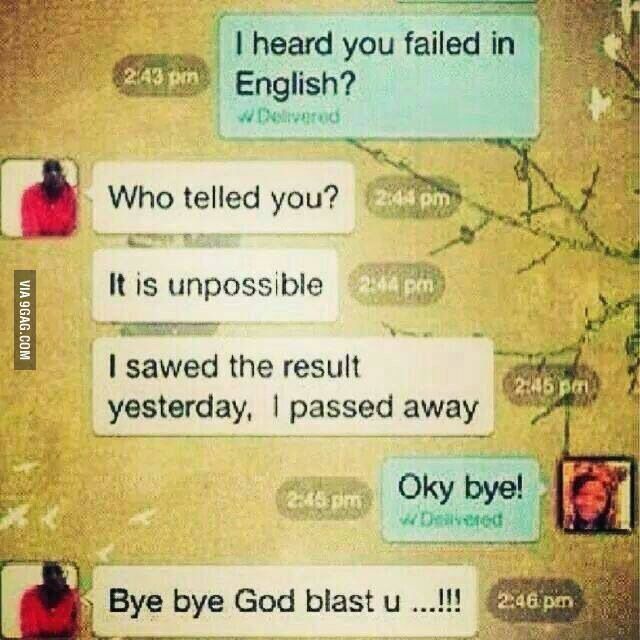 I heard you failed in
English?
2:43 pm
Delivered
Who telled you?
2:44 pm
It is unpossible
2:44 pm
I sawed the result
yesterday, I passed away
2:45 pm
Oky bye!
2:45 pm
Delivered
Bye bye God blast u ...!!!
2:46 pm
VIA 9GAG.COM